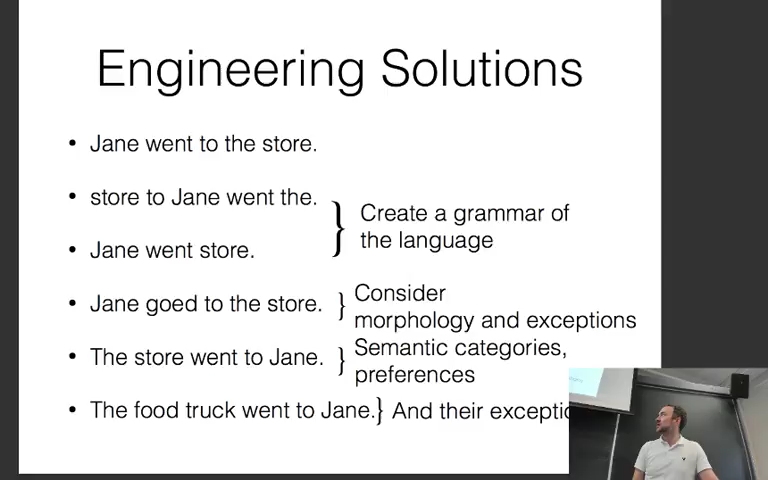 Engineering Solutions
• Jane went to the store.
• store to Jane went the.
• Jane went store.
} Create a grammar of
the language
• Jane goed to the store. } Consider
morphology and exceptions
• The store went to Jane. } Semantic categories,
preferences
• The food truck went to Jane.} And their